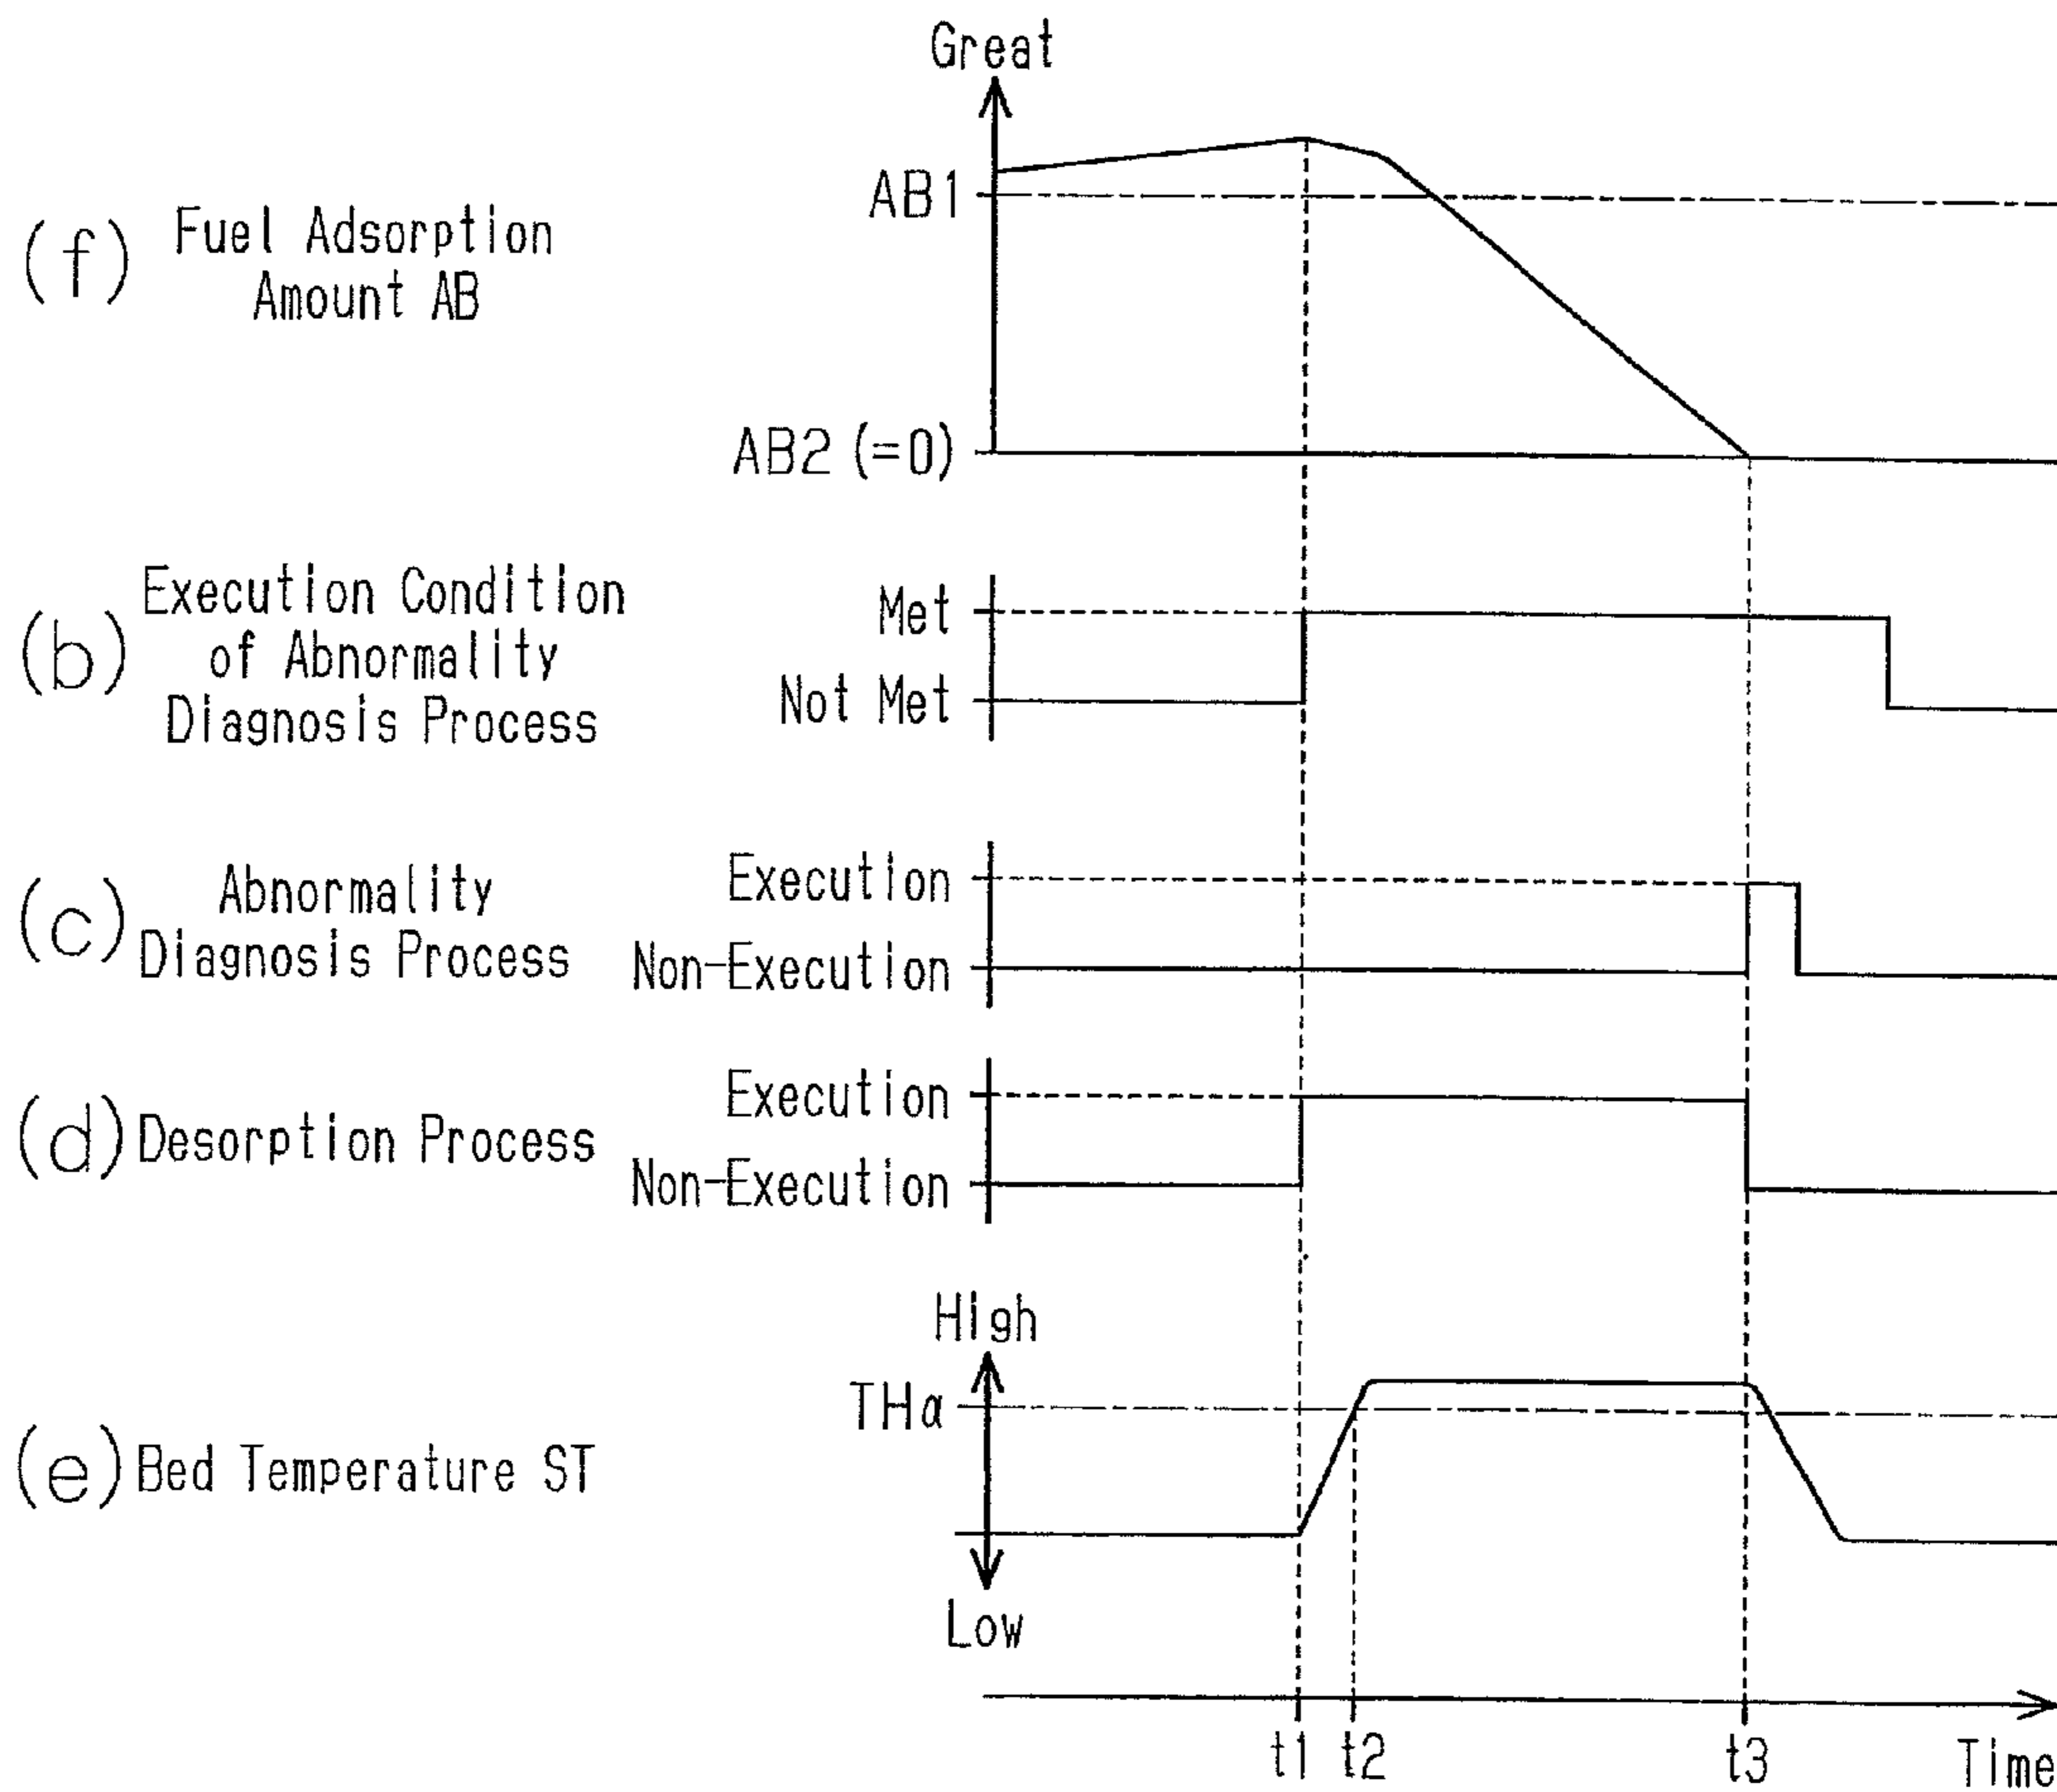 Great
AB1
(f) Fuel Adsorption
Amount AB
AB2 (=0)
(b) Execution Condition
of Abnormality
Diagnosis Process
Met
Not Met
(c) Abnormality
Diagnosis Process
Execution
Non-Execution
(d) Desorption Process
Execution
Non-Execution
High
THα
(e) Bed Temperature ST
Low
t1 t2 t3 Time